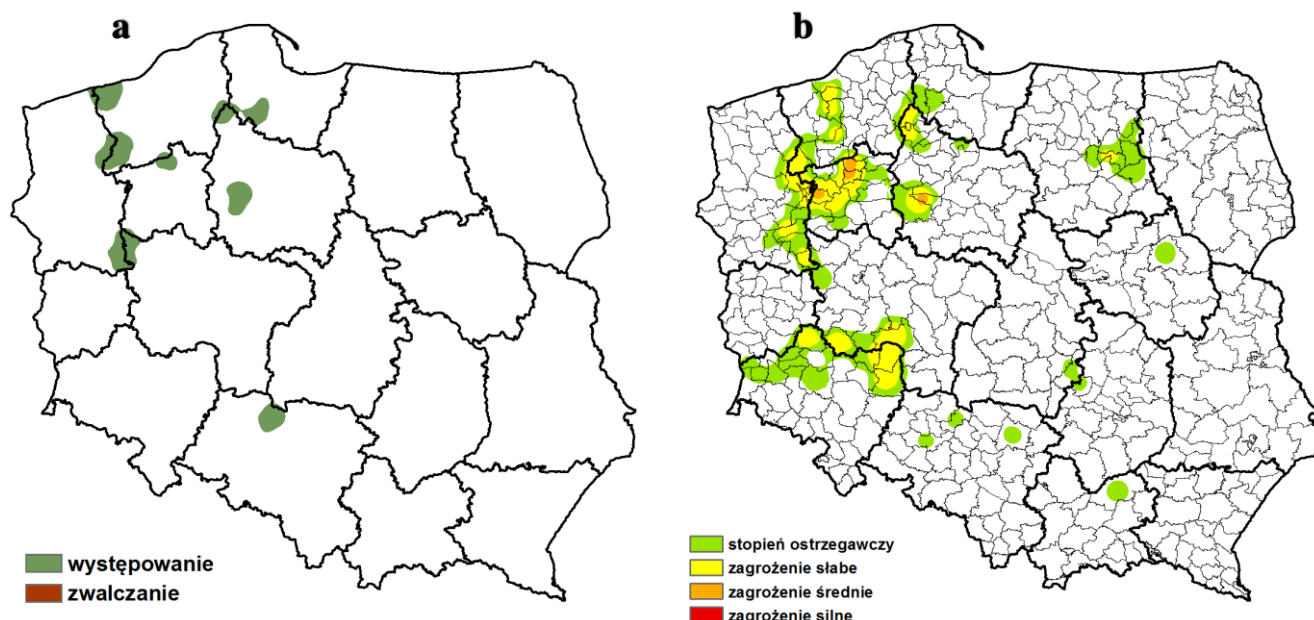 a
występowanie
zwalczanie
b
stopień ostrzegawczy
zagrożenie słabe
zagrożenie średnie
zagrożenie silne